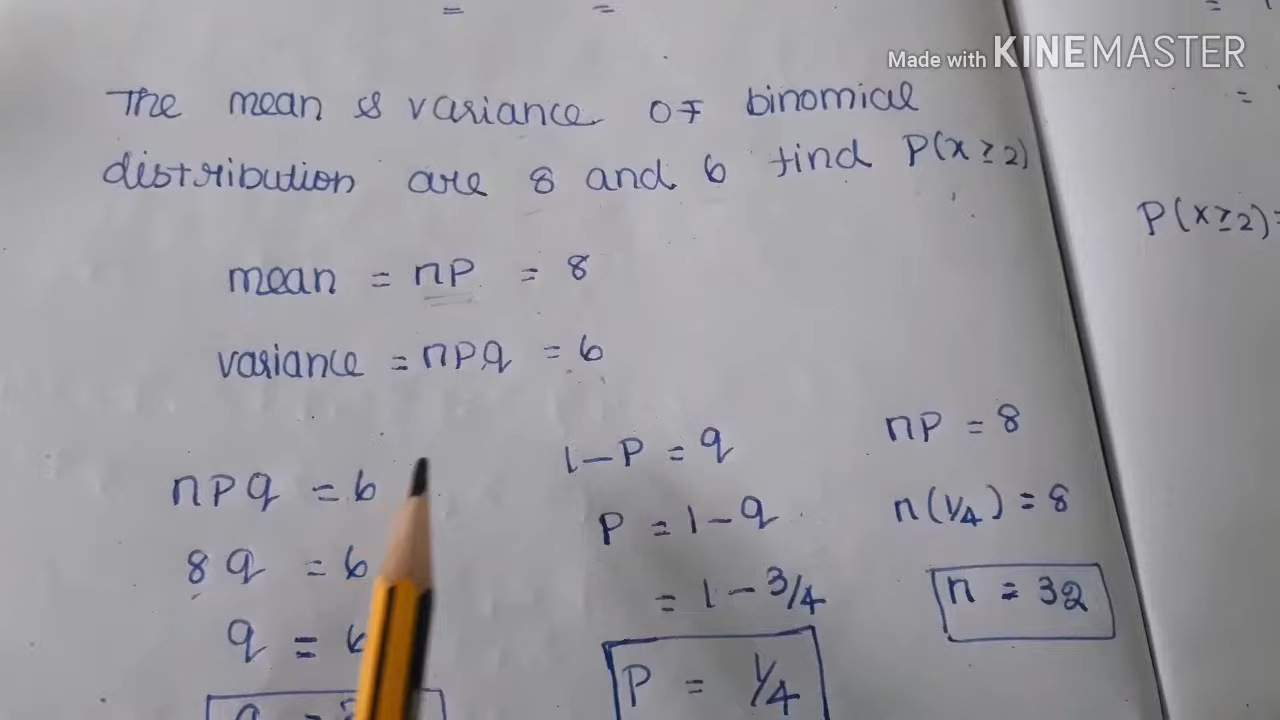 Made with KINEMASTER
The mean & variance of binomial
distribution are 8 and 6 find P(x ≥ 2)
P(x ≥ 2) =
mean = np = 8
variance = npq = 6
npq = 6
8q = 6
q =
1-P = q
P = 1-q
= 1 - 3/4
P = 1/4
np = 8
n(1/4) = 8
n = 32